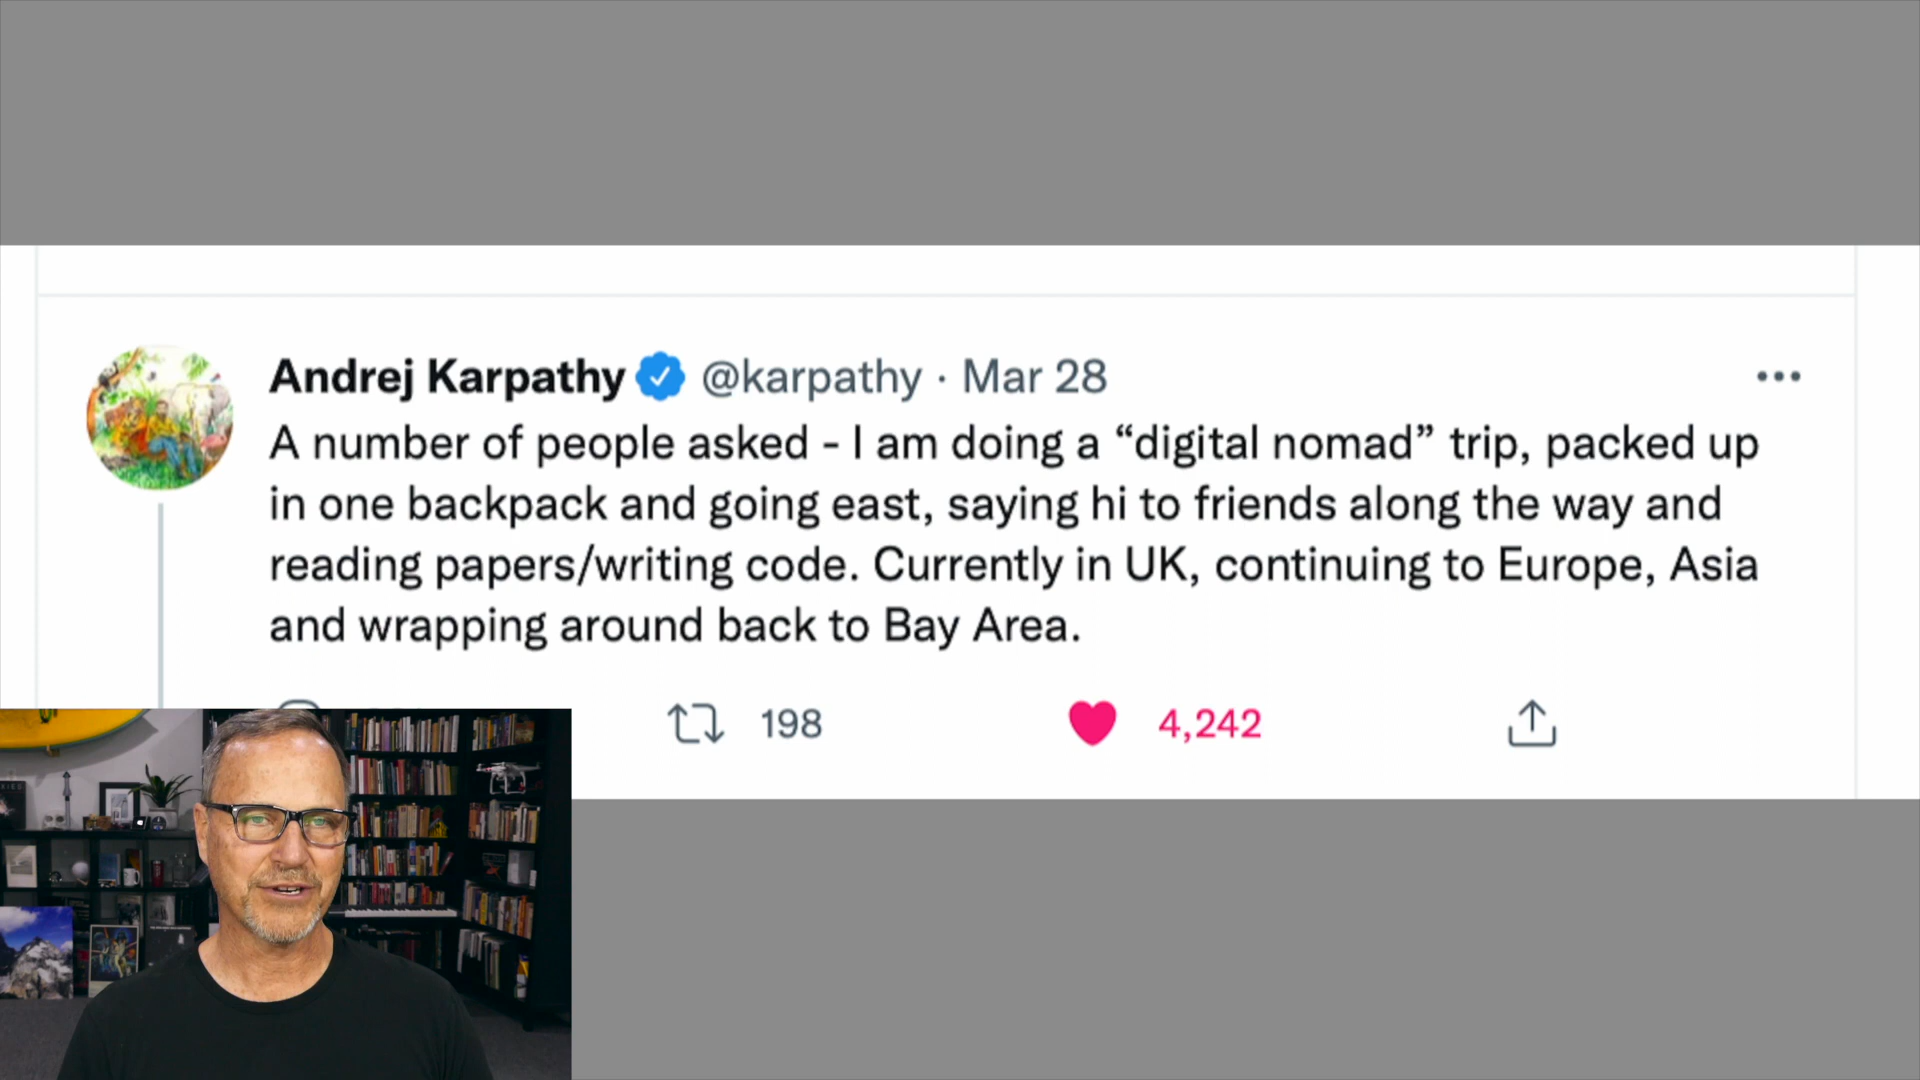 Andrej Karpathy @karpathy · Mar 28
A number of people asked - I am doing a “digital nomad” trip, packed up
in one backpack and going east, saying hi to friends along the way and
reading papers/writing code. Currently in UK, continuing to Europe, Asia
and wrapping around back to Bay Area.
198 4,242